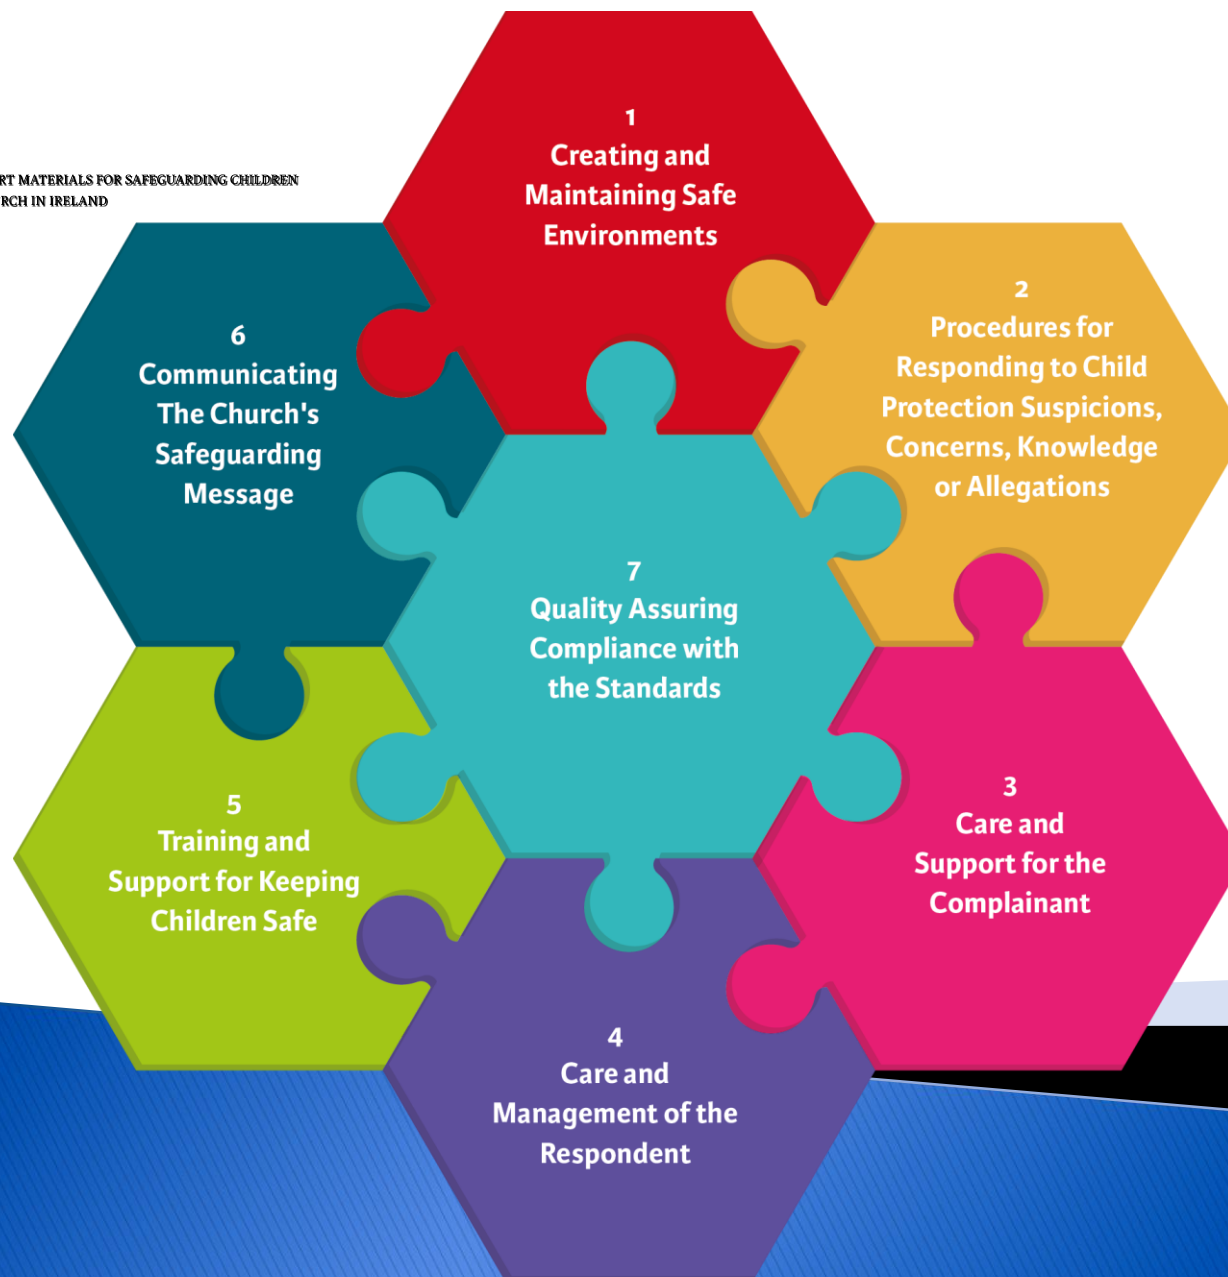 RT MATERIALS FOR SAFEGUARDING CHILDREN
RCH IN IRELAND
1
Creating and
Maintaining Safe
Environments
2
Procedures for
Responding to Child
Protection Suspicions,
Concerns, Knowledge
or Allegations
3
Care and
Support for the
Complainant
4
Care and
Management of the
Respondent
5
Training and
Support for Keeping
Children Safe
6
Communicating
The Church's
Safeguarding
Message
7
Quality Assuring
Compliance with
the Standards